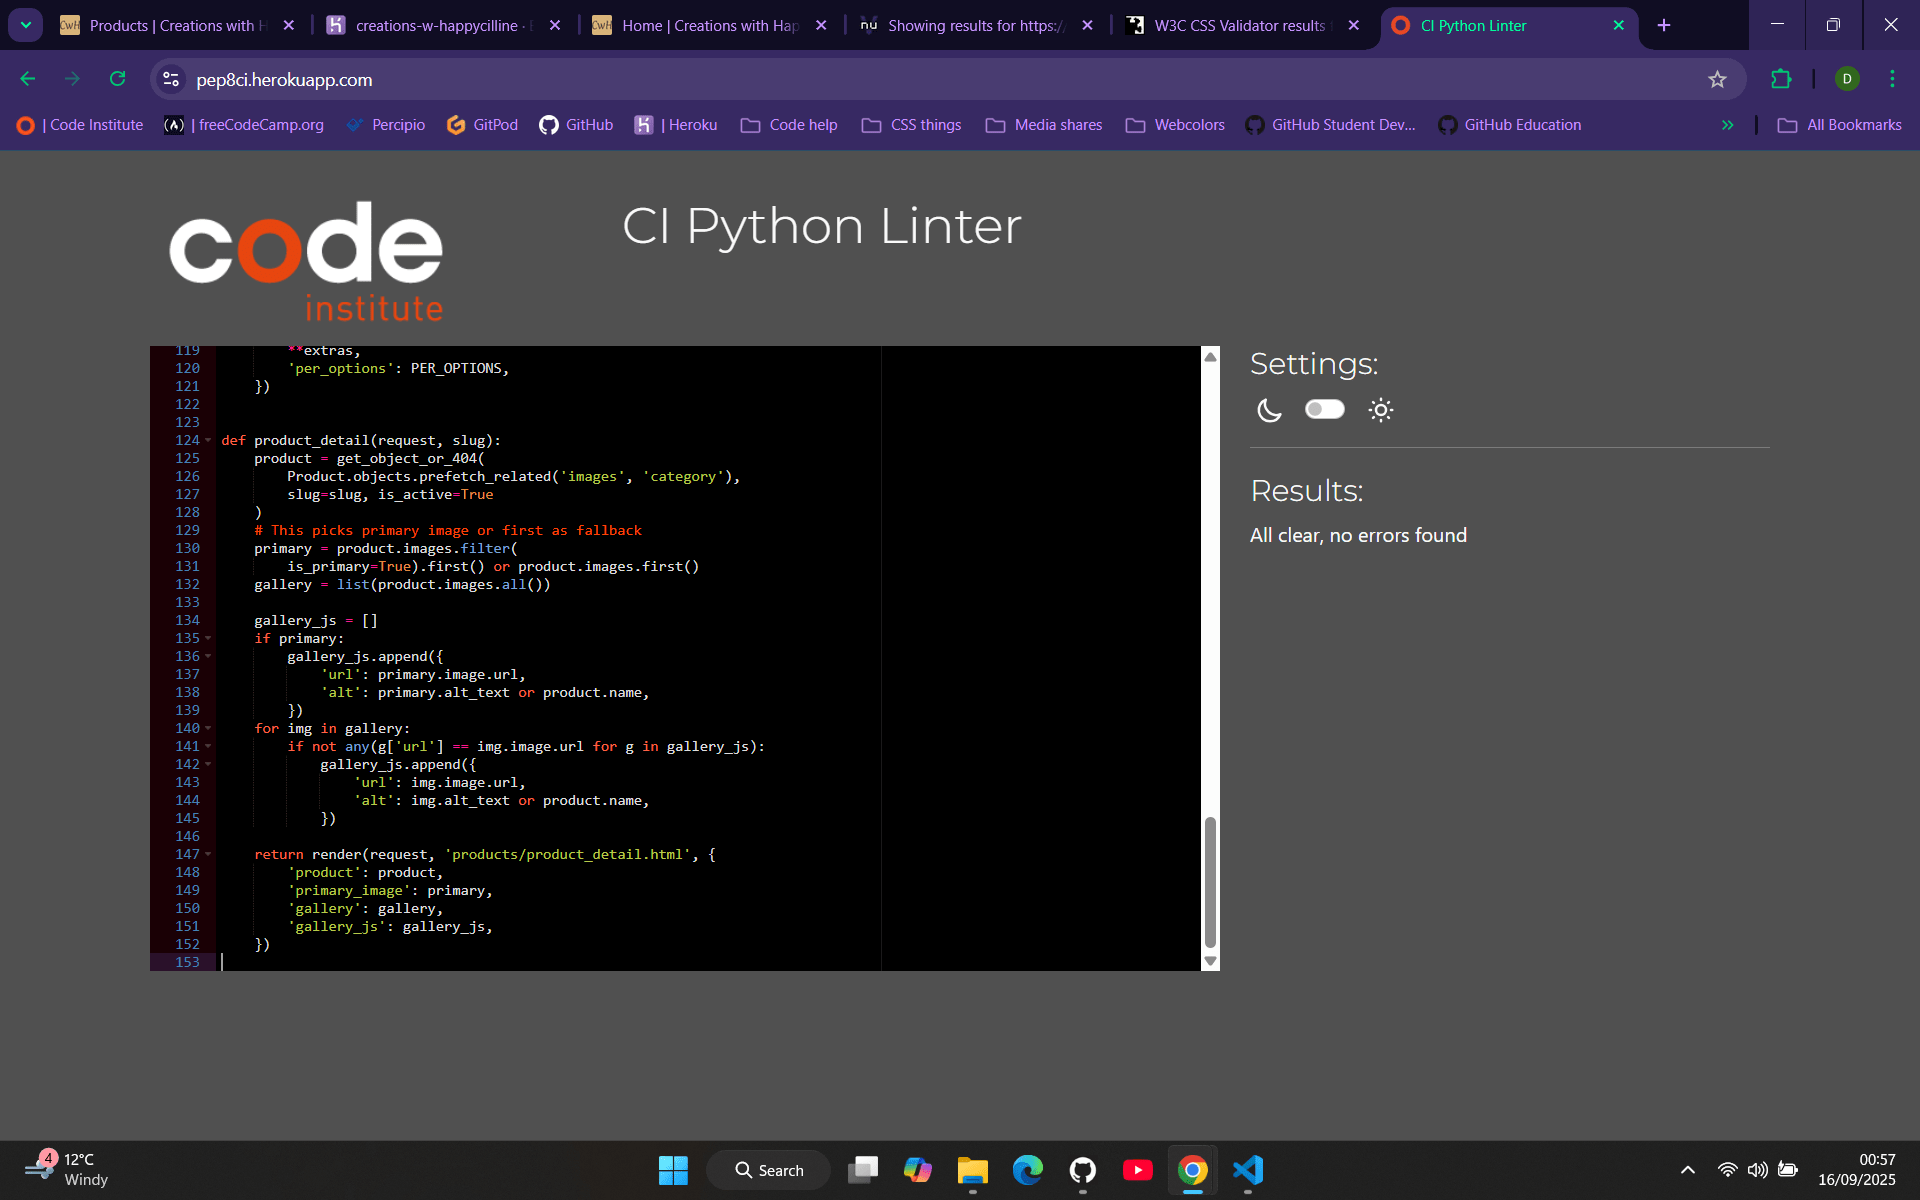 Products | Creations with H
creations-w-happycilline ·
Home | Creations with Hap
Showing results for https:/
W3C CSS Validator results
CI Python Linter
pep8ci.herokuapp.com
D
| Code Institute
| freeCodeCamp.org
Percipio
GitPod
GitHub
| Heroku
Code help
CSS things
Media shares
Webcolors
GitHub Student Dev...
GitHub Education
All Bookmarks
code
institute
CI Python Linter
119 **extras,
120 'per_options': PER_OPTIONS,
121 })
122
123
124 def product_detail(request, slug):
125 product = get_object_or_404(
126 Product.objects.prefetch_related('images', 'category'),
127 slug=slug, is_active=True
128 )
129 # This picks primary image or first as fallback
130 primary = product.images.filter(
131 is_primary=True).first() or product.images.first()
132 gallery = list(product.images.all())
133
134 gallery_js = []
135 if primary:
136 gallery_js.append({
137 'url': primary.image.url,
138 'alt': primary.alt_text or product.name,
139 })
140 for img in gallery:
141 if not any(g['url'] == img.image.url for g in gallery_js):
142 gallery_js.append({
143 'url': img.image.url,
144 'alt': img.alt_text or product.name,
145 })
146
147 return render(request, 'products/product_detail.html', {
148 'product': product,
149 'primary_image': primary,
150 'gallery': gallery,
151 'gallery_js': gallery_js,
152 })
153
Settings:
Results:
All clear, no errors found
4
12°C
Windy
Search
00:57
16/09/2025